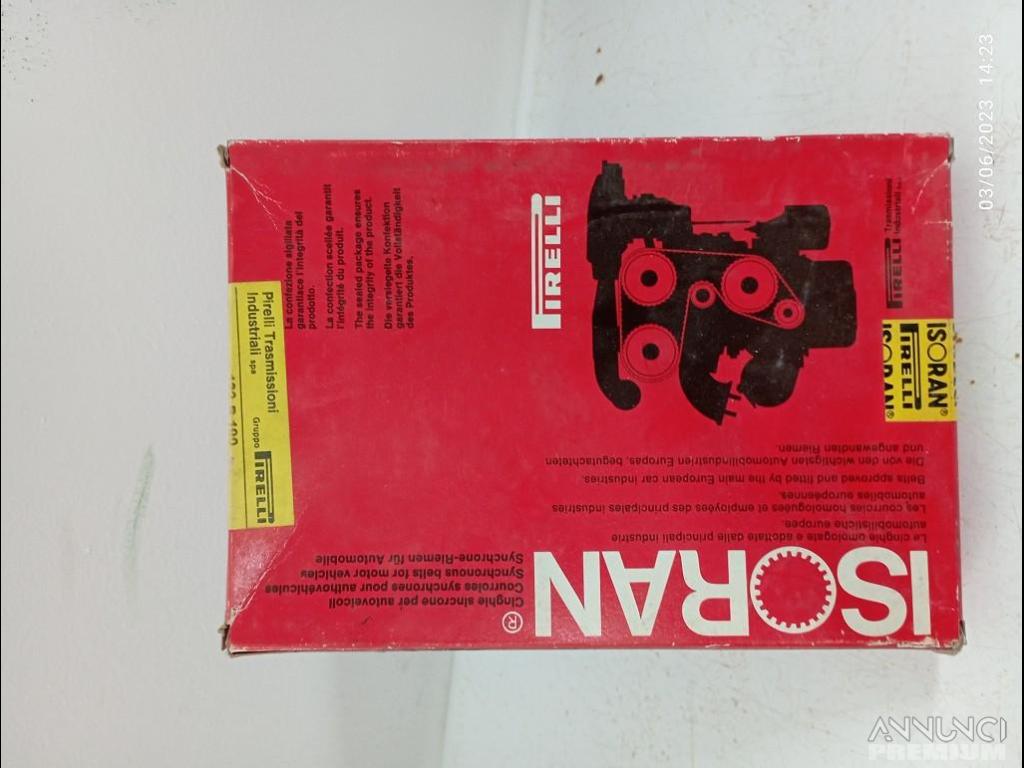 ISORAN®
Cinghie sincrone per autoveicoli
Courroies synchrones pour authovéhicules
Synchronous belts for motor vehicles
Synchrone-Riemen für Automobile
Le cinghie omologate e adottate dalle principali industrie
automobilistiche europee.
Les courroies homologuées et employées des principales industries
automobiles européennes.
Belts approved and fitted by the main European car industries.
Die von den wichtigsten Automobilindustrien Europas, begutachteten
und angewandten Riemen.
PIRELLI
La confezione sigillata
garantisce l'integrità del
prodotto.
La confection scellée garantit
l'intégrité du produit.
The sealed package ensures
the integrity of the product.
Die versiegelte Konfektion
garantiert die Vollständigkeit
des Produktes.
Pirelli Trasmissioni
Industriali spa
Gruppo PIRELLI
PIRELLI Trasmissioni
Industriali
ISORAN®
PIRELLI
ISORAN®
03/06/2023 14:23
ANNUNCI
PREMIUM